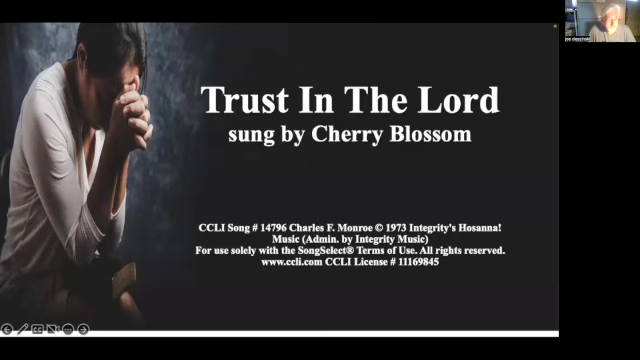 Trust In The Lord
sung by Cherry Blossom
CCLI Song # 14796 Charles F. Monroe © 1973 Integrity's Hosanna!
Music (Admin. by Integrity Music)
For use solely with the SongSelect® Terms of Use. All rights reserved.
www.ccli.com CCLI License # 11169845